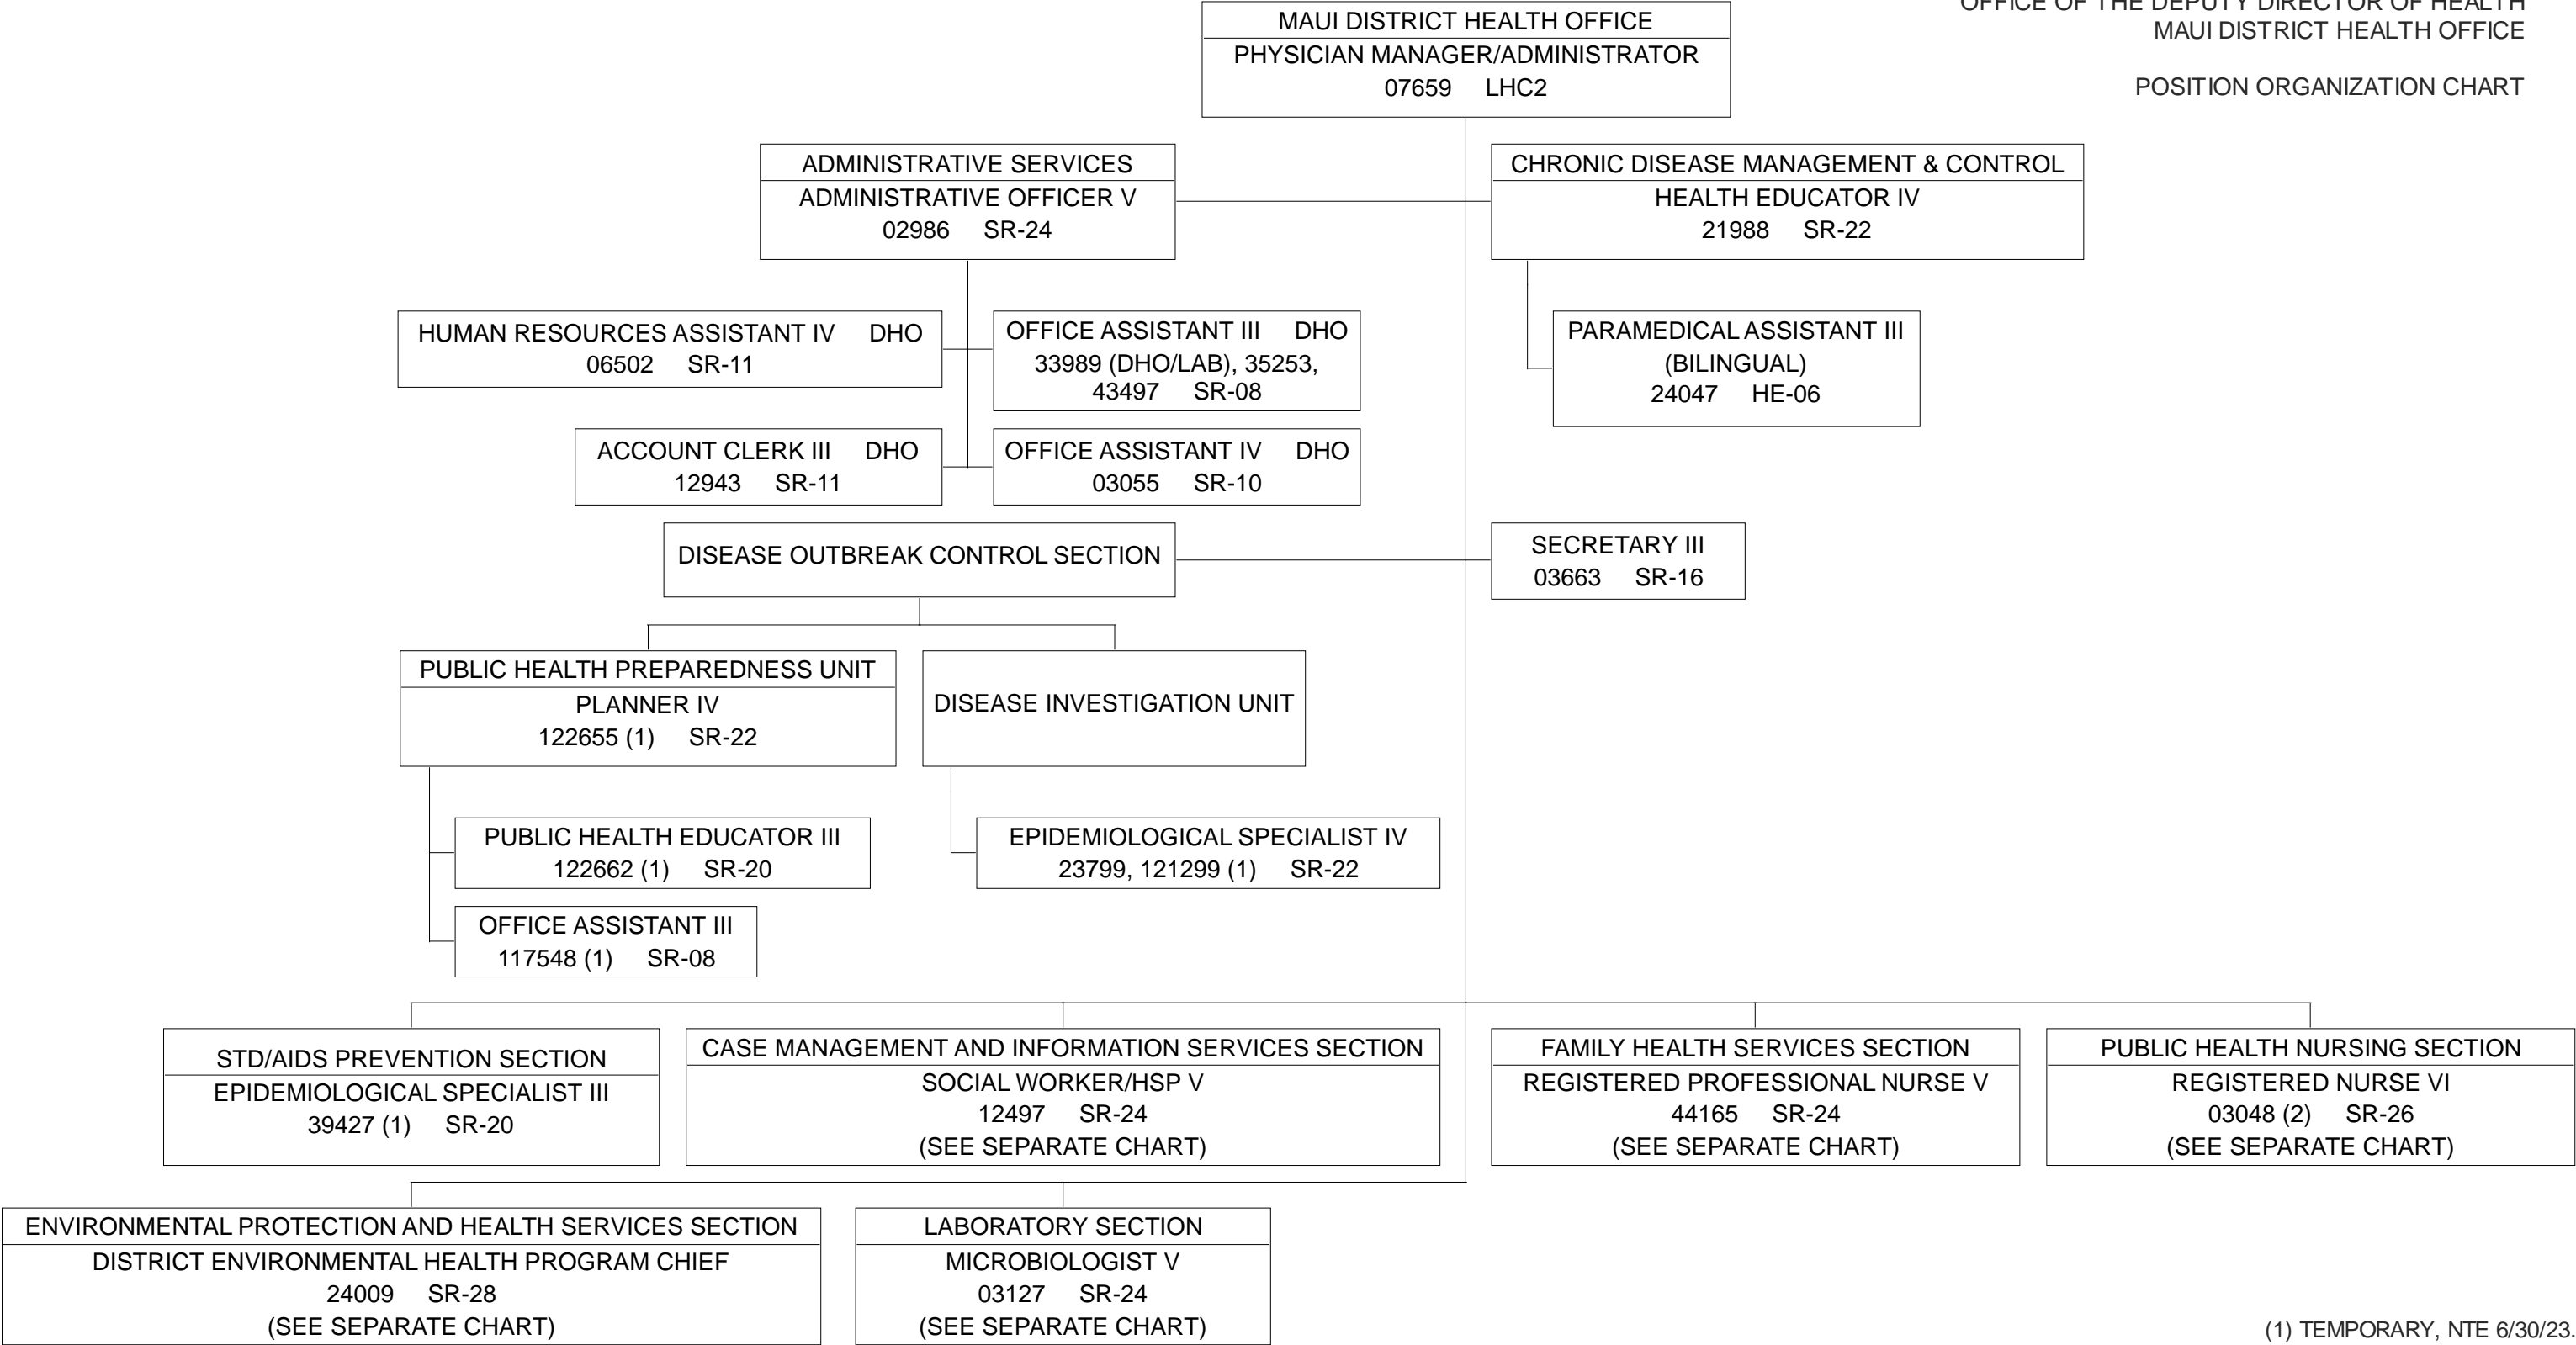 OFFICE OF THE DEPUTY DIRECTOR OF HEALTH
MAUI DISTRICT HEALTH OFFICE
POSITION ORGANIZATION CHART
MAUI DISTRICT HEALTH OFFICE
PHYSICIAN MANAGER/ADMINISTRATOR
07659 LHC2
ADMINISTRATIVE SERVICES
ADMINISTRATIVE OFFICER V
02986 SR-24
CHRONIC DISEASE MANAGEMENT & CONTROL
HEALTH EDUCATOR IV
21988 SR-22
HUMAN RESOURCES ASSISTANT IV DHO
06502 SR-11
OFFICE ASSISTANT III DHO
33989 (DHO/LAB), 35253,
43497 SR-08
PARAMEDICAL ASSISTANT III
(BILINGUAL)
24047 HE-06
ACCOUNT CLERK III DHO
12943 SR-11
OFFICE ASSISTANT IV DHO
03055 SR-10
DISEASE OUTBREAK CONTROL SECTION
SECRETARY III
03663 SR-16
PUBLIC HEALTH PREPAREDNESS UNIT
PLANNER IV
122655 (1) SR-22
DISEASE INVESTIGATION UNIT
PUBLIC HEALTH EDUCATOR III
122662 (1) SR-20
EPIDEMIOLOGICAL SPECIALIST IV
23799, 121299 (1) SR-22
OFFICE ASSISTANT III
117548 (1) SR-08
STD/AIDS PREVENTION SECTION
EPIDEMIOLOGICAL SPECIALIST III
39427 (1) SR-20
CASE MANAGEMENT AND INFORMATION SERVICES SECTION
SOCIAL WORKER/HSP V
12497 SR-24
(SEE SEPARATE CHART)
FAMILY HEALTH SERVICES SECTION
REGISTERED PROFESSIONAL NURSE V
44165 SR-24
(SEE SEPARATE CHART)
PUBLIC HEALTH NURSING SECTION
REGISTERED NURSE VI
03048 (2) SR-26
(SEE SEPARATE CHART)
ENVIRONMENTAL PROTECTION AND HEALTH SERVICES SECTION
DISTRICT ENVIRONMENTAL HEALTH PROGRAM CHIEF
24009 SR-28
(SEE SEPARATE CHART)
LABORATORY SECTION
MICROBIOLOGIST V
03127 SR-24
(SEE SEPARATE CHART)
(1) TEMPORARY, NTE 6/30/23.